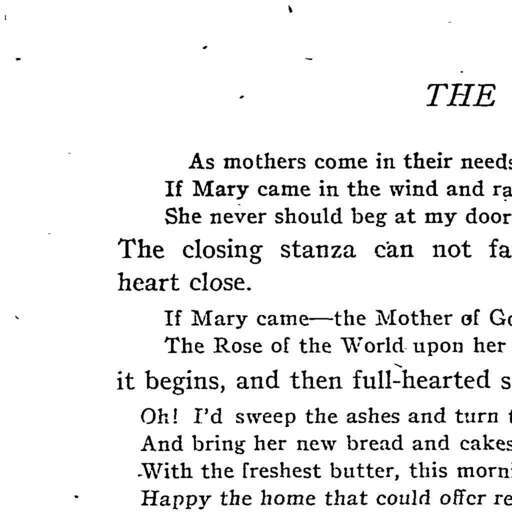 THE
As mothers come in their needs
If Mary came in the wind and ra
She never should beg at my door
The closing stanza can not fa
heart close.
If Mary came—the Mother of Go
The Rose of the World upon her
it begins, and then full-hearted s
Oh! I'd sweep the ashes and turn t
And bring her new bread and cakes
With the freshest butter, this morni
Happy the home that could offer re